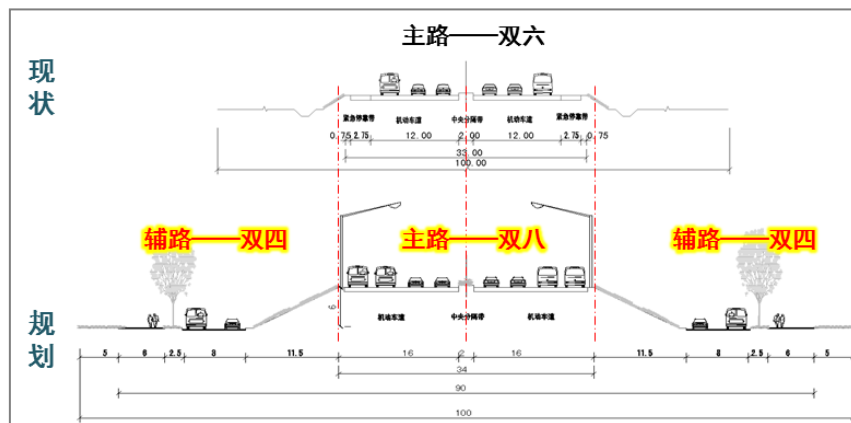 主路——双六
现状
紧急停靠带 机动车道 中央分隔带 机动车道 紧急停靠带
0.75 2.75 12.00 2.00 12.00 2.75 0.75
33.00
100.00
辅路——双四 主路——双八 辅路——双四
规划
6
机动车道 中央分隔带 机动车道
5 6 2.5 8 11.5 16 2 16 11.5 8 2.5 6 5
34
90
100